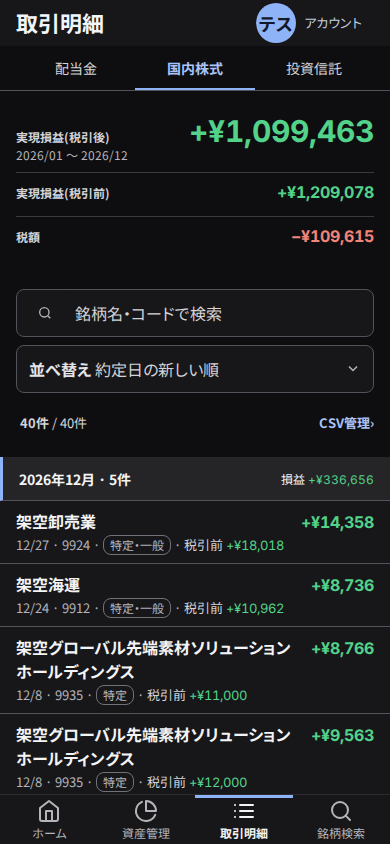 取引明細
テス アカウント
配当金 国内株式 投資信託
実現損益(税引後) +¥1,099,463
2026/01 〜 2026/12
実現損益(税引前) +¥1,209,078
税額 −¥109,615
銘柄名・コードで検索
並べ替え 約定日の新しい順
40件 / 40件 CSV管理›
2026年12月・5件 損益 +¥336,656
架空卸売業 +¥14,358
12/27・9924・特定・一般・税引前 +¥18,018
架空海運 +¥8,736
12/24・9912・特定・一般・税引前 +¥10,962
架空グローバル先端素材ソリューション +¥8,766
ホールディングス
12/8・9935・特定・税引前 +¥11,000
架空グローバル先端素材ソリューション +¥9,563
ホールディングス
12/8・9935・特定・税引前 +¥12,000
ホーム 資産管理 取引明細 銘柄検索